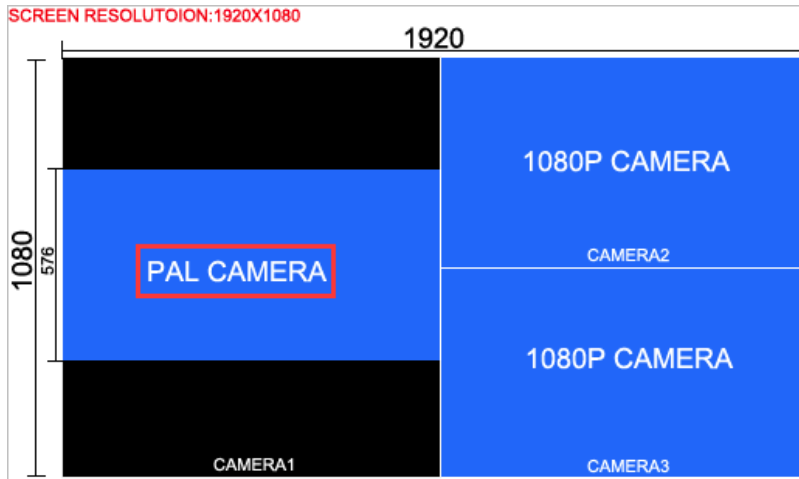 SCREEN RESOLUTOION:1920X1080
1920
1080
576
PAL CAMERA
CAMERA1
1080P CAMERA
CAMERA2
1080P CAMERA
CAMERA3